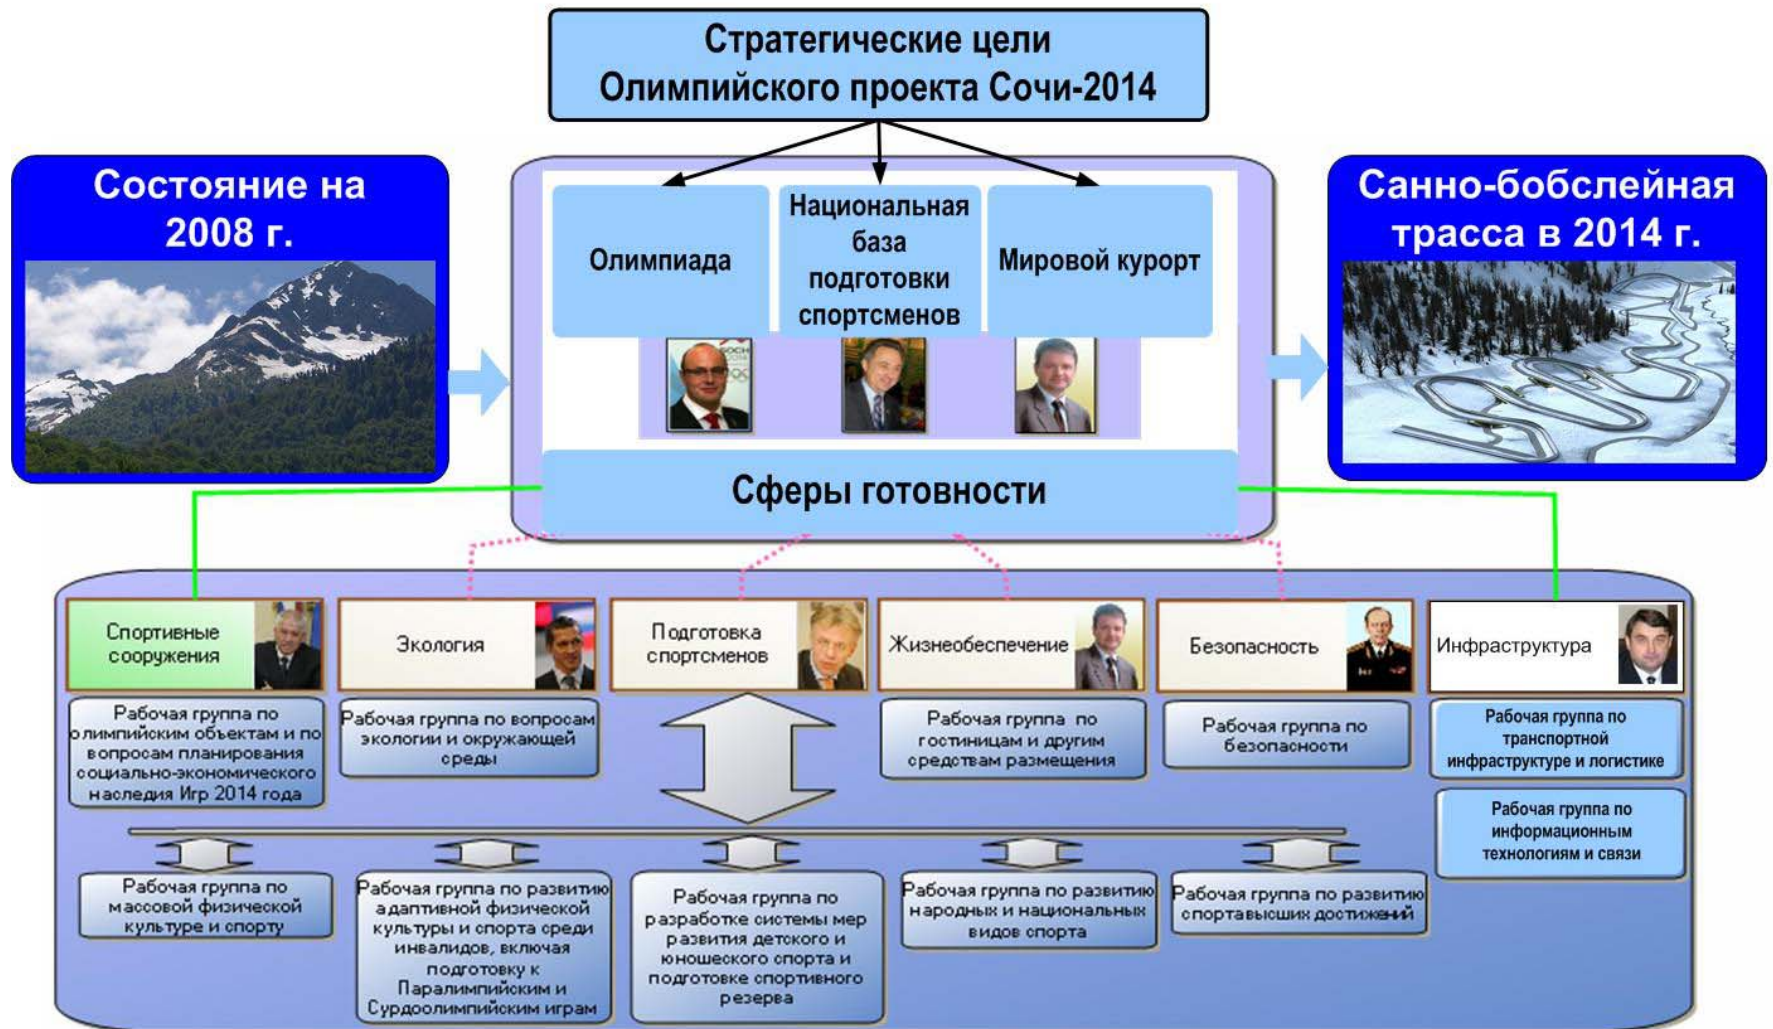 Стратегические цели
Олимпийского проекта Сочи-2014
Состояние на
2008 г.
Олимпиада
Национальная
база
подготовки
спортсменов
Мировой курорт
Санно-бобслейная
трасса в 2014 г.
SOCHI
2014
Сферы готовности
Спортивные
сооружения
Экология
Подготовка
спортсменов
Жизнеобеспечение
Безопасность
Инфраструктура
Рабочая группа по
олимпийским объектам и по
вопросам планирования
социально-экономического
наследия Игр 2014 года
Рабочая группа по вопросам
экологии и окружающей
среды
Рабочая группа по
гостиницам и другим
средствам размещения
Рабочая группа по
безопасности
Рабочая группа по
транспортной
инфраструктуре и логистике
Рабочая группа по
информационным
технологиям и связи
Рабочая группа по
массовой физической
культуре и спорту
Рабочая группа по развитию
адаптивной физической
культуры и спорта среди
инвалидов, включая
подготовку к
Паралимпийским и
Сурдоолимпийским играм
Рабочая группа по
разработке системы мер
развития детского и
юношеского спорта и
подготовке спортивного
резерва
Рабочая группа по развитию
народных и национальных
видов спорта
Рабочая группа по развитию
спорта высших достижений